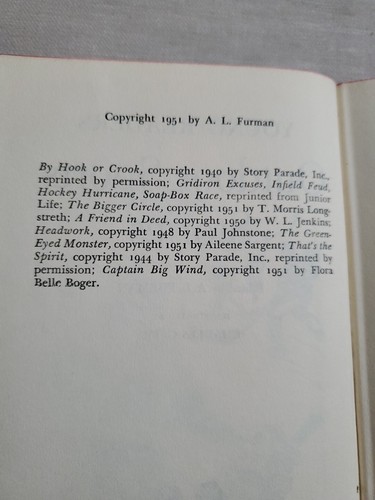 Copyright 1951 by A. L. Furman
By Hook or Crook, copyright 1940 by Story Parade, Inc.,
reprinted by permission; Gridiron Excuses, Infield Feud,
Hockey Hurricane, Soap-Box Race, reprinted from Junior
Life; The Bigger Circle, copyright 1951 by T. Morris Long-
streth; A Friend in Deed, copyright 1950 by W. L. Jenkins;
Headwork, copyright 1948 by Paul Johnstone; The Green-
Eyed Monster, copyright 1951 by Aileene Sargent; That's the
Spirit, copyright 1944 by Story Parade, Inc., reprinted by
permission; Captain Big Wind, copyright 1951 by Flora
Belle Boger.